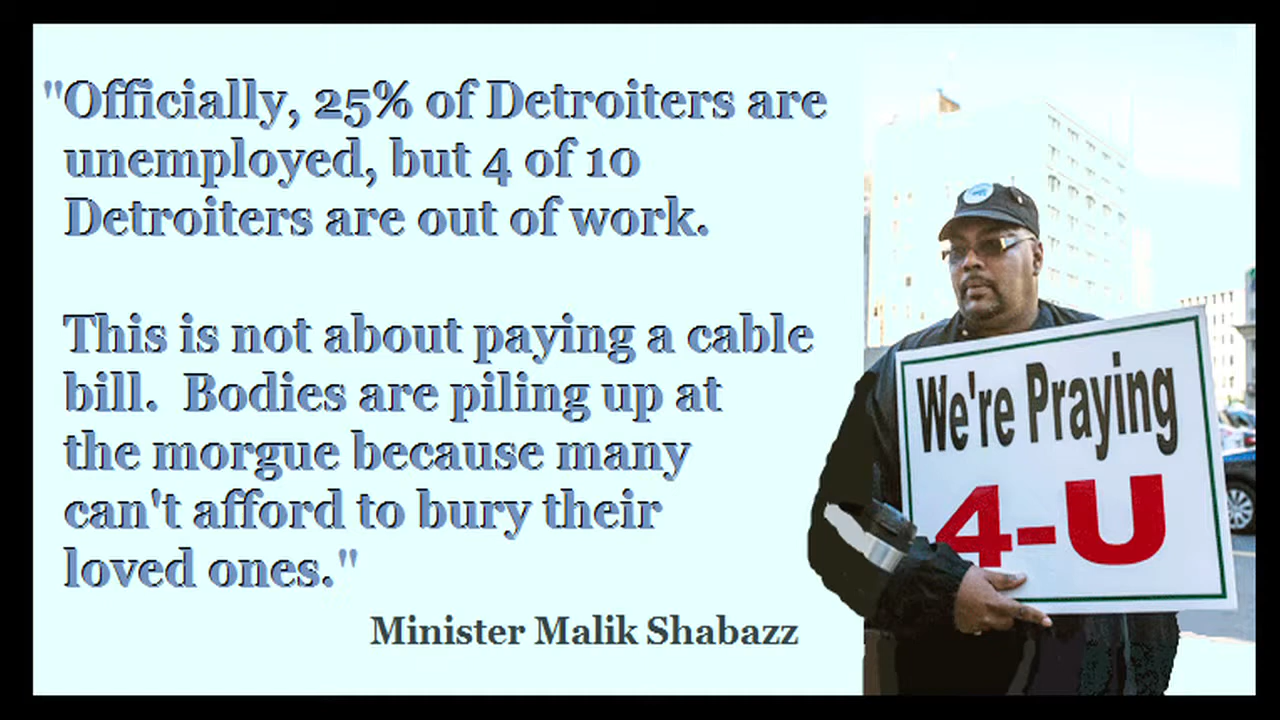 "Officially, 25% of Detroiters are
unemployed, but 4 of 10
Detroiters are out of work.
This is not about paying a cable
bill.  Bodies are piling up at
the morgue because many
can't afford to bury their
loved ones."
Minister Malik Shabazz
We're Praying
4-U